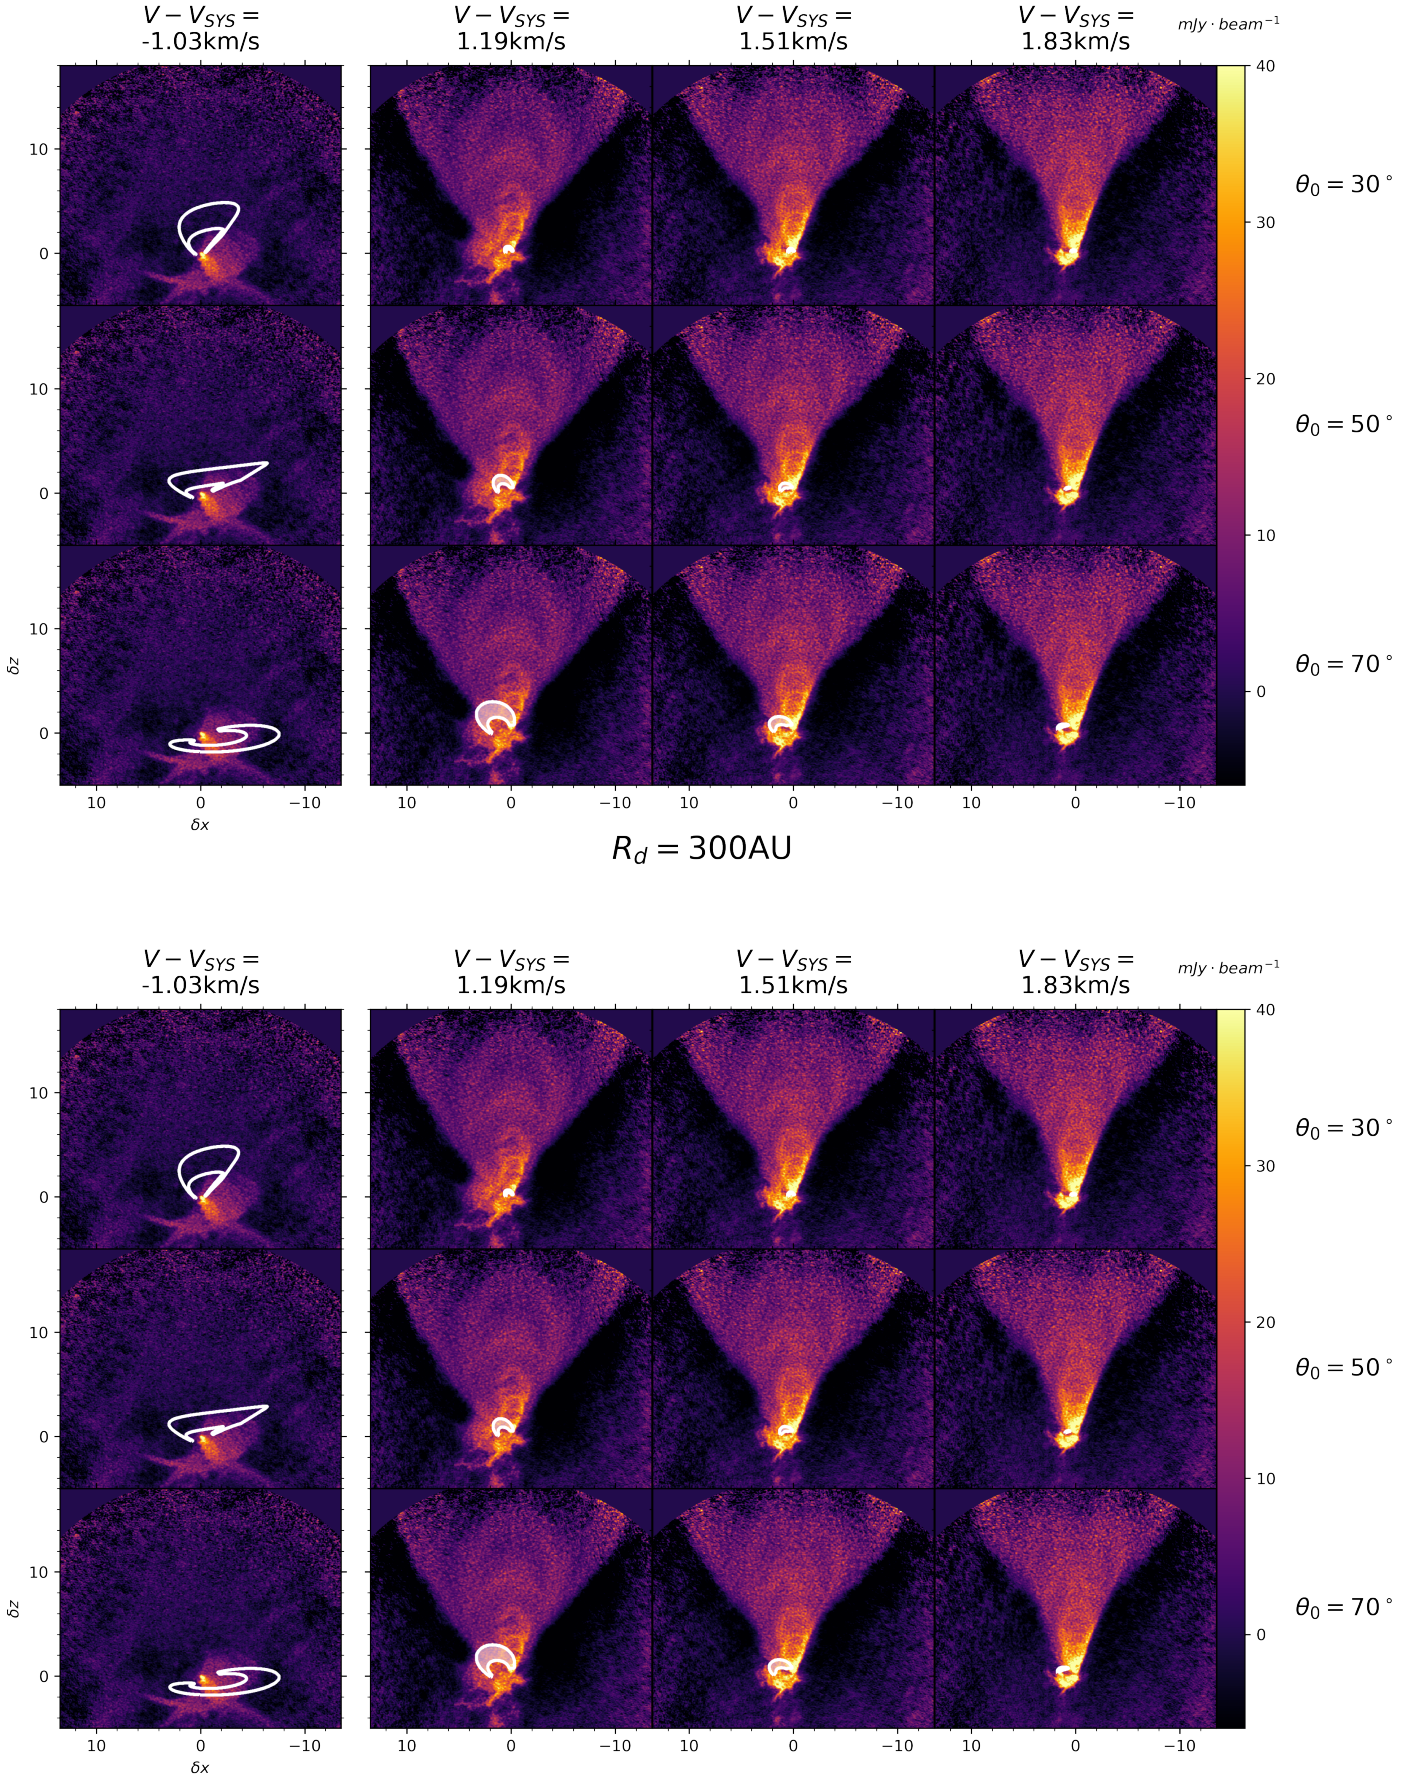 V − V_SYS = V − V_SYS = V − V_SYS = V − V_SYS = mJy · beam⁻¹
-1.03km/s 1.19km/s 1.51km/s 1.83km/s
40
10
θ₀ = 30°
30
0
10
θ₀ = 50°
20
0
10
10
θ₀ = 70°
δz
0
0
10 0 −10 10 0 −10 10 0 −10 10 0 −10
δx
R_d = 300AU
V − V_SYS = V − V_SYS = V − V_SYS = V − V_SYS = mJy · beam⁻¹
-1.03km/s 1.19km/s 1.51km/s 1.83km/s
40
10
θ₀ = 30°
30
0
10
θ₀ = 50°
20
0
10
10
θ₀ = 70°
δz
0
0
10 0 −10 10 0 −10 10 0 −10 10 0 −10
δx